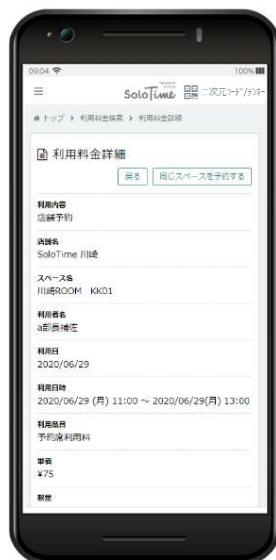 09:04 100%
SoloTime 二次元コード/テンキー
トップ > 利用料金検索 > 利用料金詳細
利用料金詳細
戻る 同じスペースを予約する
利用内容
店舗予約
店舗名
SoloTime 川崎
スペース名
川崎ROOM KK01
利用者名
a部長補佐
利用日
2020/06/29
利用日時
2020/06/29 (月) 11:00 ～ 2020/06/29(月) 13:00
利用品目
予約席利用料
単価
¥75
数量